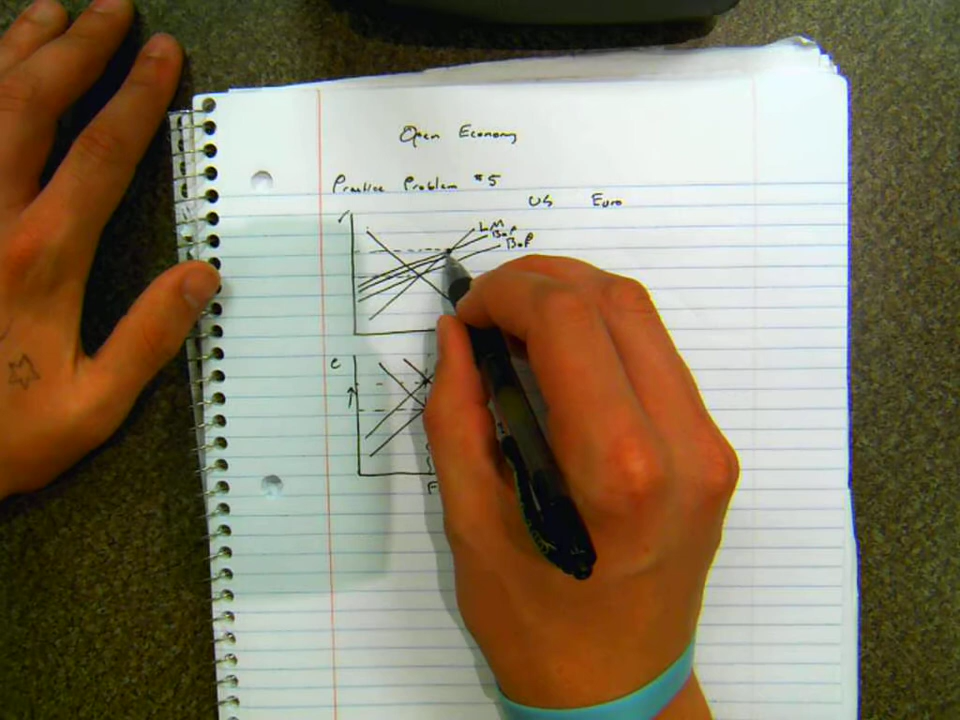 Open Economy
Practice Problem #5
US Euro
r
LM
BoP
BoP
e
F